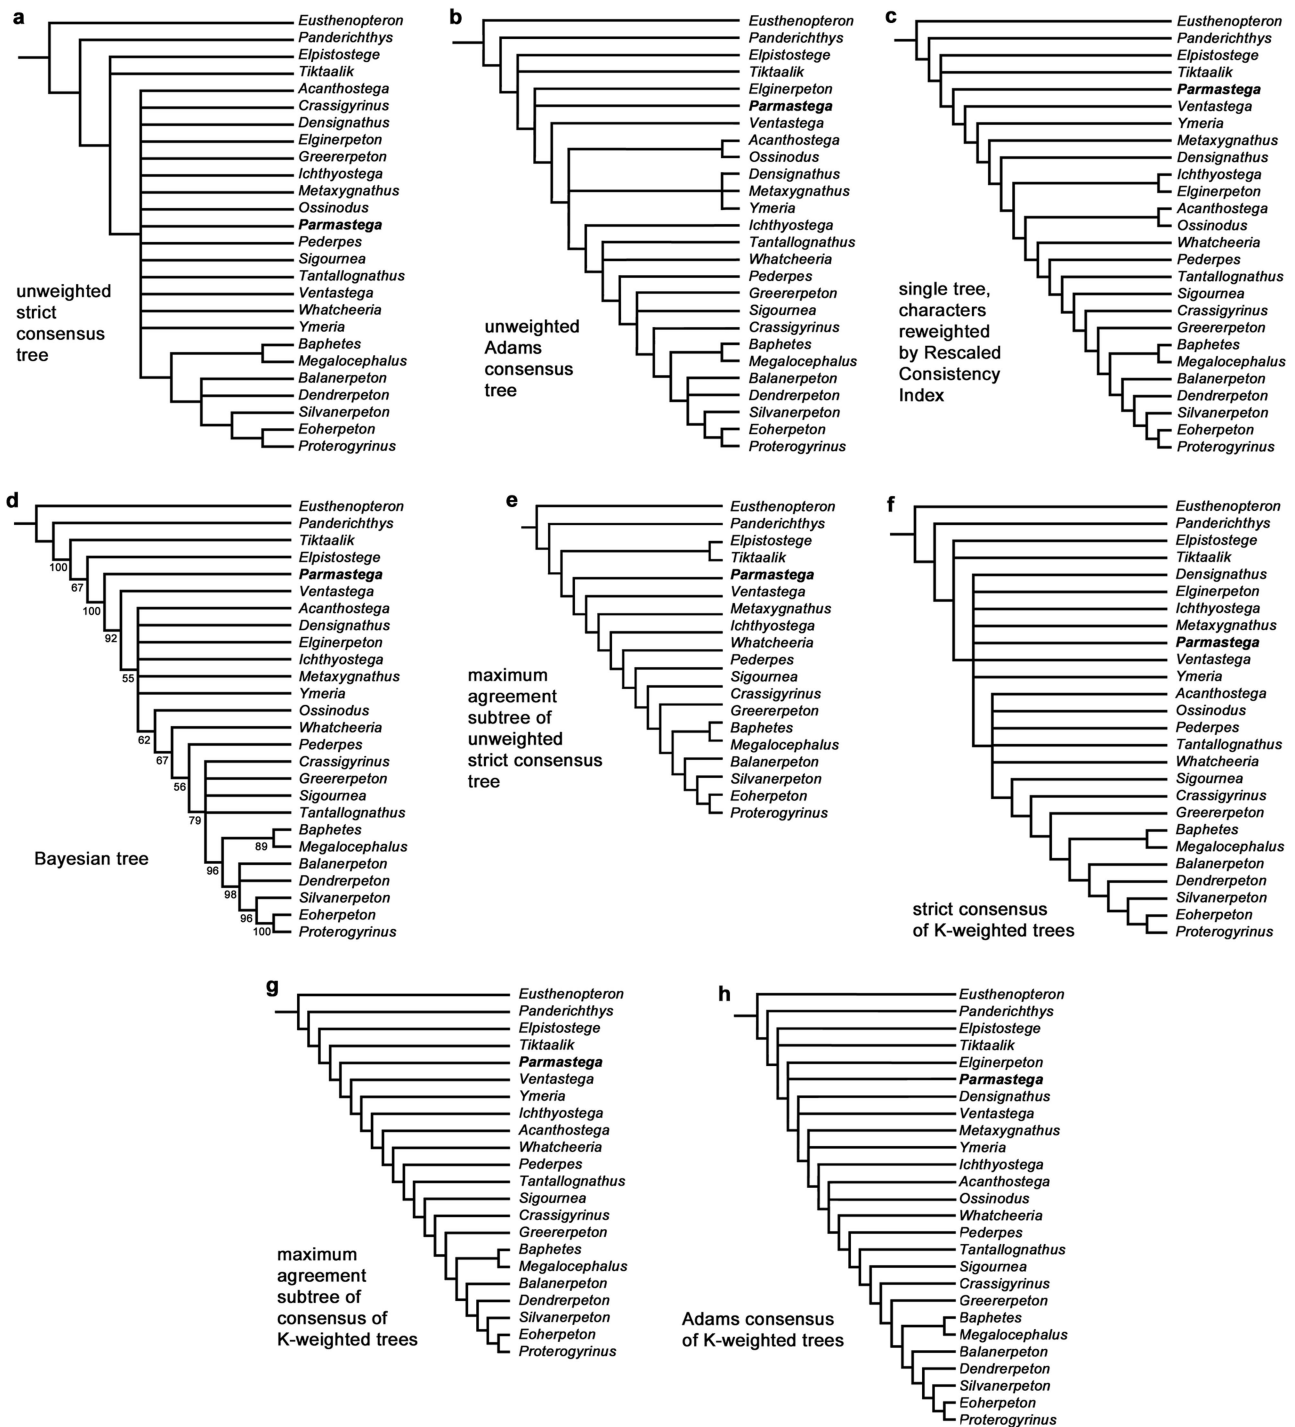 a
Eusthenopteron
Panderichthys
Elpistostege
Tiktaalik
Acanthostega
Crassigyrinus
Densignathus
Elginerpeton
Greererpeton
Ichthyostega
Metaxygnathus
Ossinodus
Parmastega
Pederpes
Sigournea
Tantallognathus
Ventastega
Whatcheeria
Ymeria
Baphetes
Megalocephalus
Balanerpeton
Dendrerpeton
Silvanerpeton
Eoherpeton
Proterogyrinus
unweighted
strict
consensus
tree
b
Eusthenopteron
Panderichthys
Elpistostege
Tiktaalik
Elginerpeton
Parmastega
Ventastega
Acanthostega
Ossinodus
Densignathus
Metaxygnathus
Ymeria
Ichthyostega
Tantallognathus
Whatcheeria
Pederpes
Greererpeton
Sigournea
Crassigyrinus
Baphetes
Megalocephalus
Balanerpeton
Dendrerpeton
Silvanerpeton
Eoherpeton
Proterogyrinus
unweighted
Adams
consensus
tree
c
Eusthenopteron
Panderichthys
Elpistostege
Tiktaalik
Parmastega
Ventastega
Ymeria
Metaxygnathus
Densignathus
Ichthyostega
Elginerpeton
Acanthostega
Ossinodus
Whatcheeria
Pederpes
Tantallognathus
Sigournea
Crassigyrinus
Greererpeton
Baphetes
Megalocephalus
Balanerpeton
Dendrerpeton
Silvanerpeton
Eoherpeton
Proterogyrinus
single tree,
characters
reweighted
by Rescaled
Consistency
Index
d
Eusthenopteron
Panderichthys
Tiktaalik
Elpistostege
Parmastega
Ventastega
Acanthostega
Densignathus
Elginerpeton
Ichthyostega
Metaxygnathus
Ymeria
Ossinodus
Whatcheeria
Pederpes
Crassigyrinus
Greererpeton
Sigournea
Tantallognathus
Baphetes
Megalocephalus
Balanerpeton
Dendrerpeton
Silvanerpeton
Eoherpeton
Proterogyrinus
100
67
100
92
55
62
67
56
79
89
96
98
96
100
Bayesian tree
e
Eusthenopteron
Panderichthys
Elpistostege
Tiktaalik
Parmastega
Ventastega
Metaxygnathus
Ichthyostega
Whatcheeria
Pederpes
Sigournea
Crassigyrinus
Greererpeton
Baphetes
Megalocephalus
Balanerpeton
Silvanerpeton
Eoherpeton
Proterogyrinus
maximum
agreement
subtree of
unweighted
strict consensus
tree
f
Eusthenopteron
Panderichthys
Elpistostege
Tiktaalik
Densignathus
Elginerpeton
Ichthyostega
Metaxygnathus
Parmastega
Ventastega
Ymeria
Acanthostega
Ossinodus
Pederpes
Tantallognathus
Whatcheeria
Sigournea
Crassigyrinus
Greererpeton
Baphetes
Megalocephalus
Balanerpeton
Dendrerpeton
Silvanerpeton
Eoherpeton
Proterogyrinus
strict consensus
of K-weighted trees
g
Eusthenopteron
Panderichthys
Elpistostege
Tiktaalik
Parmastega
Ventastega
Ymeria
Ichthyostega
Acanthostega
Whatcheeria
Pederpes
Tantallognathus
Sigournea
Crassigyrinus
Greererpeton
Baphetes
Megalocephalus
Balanerpeton
Dendrerpeton
Silvanerpeton
Eoherpeton
Proterogyrinus
maximum
agreement
subtree of
consensus of
K-weighted trees
h
Eusthenopteron
Panderichthys
Elpistostege
Tiktaalik
Elginerpeton
Parmastega
Densignathus
Ventastega
Metaxygnathus
Ymeria
Ichthyostega
Acanthostega
Ossinodus
Whatcheeria
Pederpes
Tantallognathus
Sigournea
Crassigyrinus
Greererpeton
Baphetes
Megalocephalus
Balanerpeton
Dendrerpeton
Silvanerpeton
Eoherpeton
Proterogyrinus
Adams consensus
of K-weighted trees